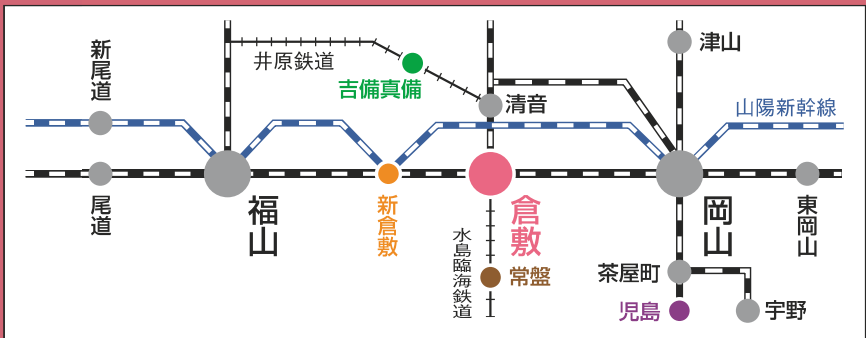 新尾道
井原鉄道
吉備真備
津山
清音
山陽新幹線
尾道
福山
新倉敷
倉敷
岡山
東岡山
水島臨海鉄道
常盤
茶屋町
児島
宇野